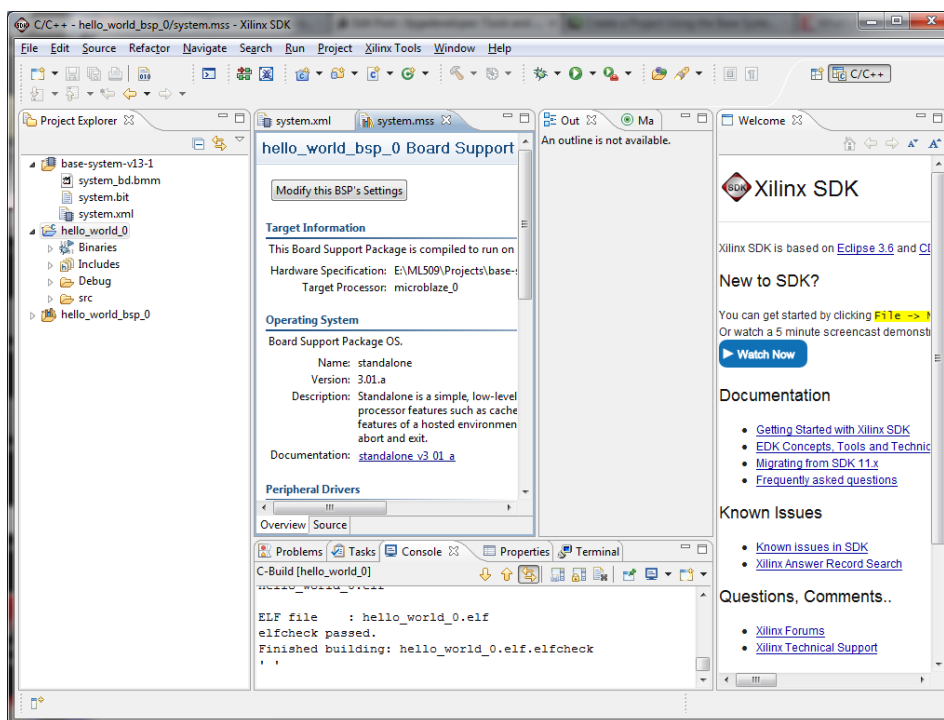 C/C++ - hello_world_bsp_0/system.mss - Xilinx SDK
File Edit Source Refactor Navigate Search Run Project Xilinx Tools Window Help
C/C++
Project Explorer
base-system-v13-1
system_bd.bmm
system.bit
system.xml
hello_world_0
Binaries
Includes
Debug
src
hello_world_bsp_0
system.xml system.mss
hello_world_bsp_0 Board Support
Modify this BSP's Settings
Target Information
This Board Support Package is compiled to run on
Hardware Specification: E:\ML509\Projects\base-
Target Processor: microblaze_0
Operating System
Board Support Package OS.
Name: standalone
Version: 3.01.a
Description: Standalone is a simple, low-level
processor features such as cache
features of a hosted environmen
abort and exit.
Documentation: standalone_v3_01_a
Peripheral Drivers
Overview Source
Out Ma
An outline is not available.
Welcome
SDK Xilinx SDK
Xilinx SDK is based on Eclipse 3.6 and
New to SDK?
You can get started by clicking File ->
Or watch a 5 minute screencast demonst
Watch Now
Documentation
Getting Started with Xilinx SDK
EDK Concepts, Tools and Technic
Migrating from SDK 11.x
Frequently asked questions
Known Issues
Known issues in SDK
Xilinx Answer Record Search
Questions, Comments..
Xilinx Forums
Xilinx Technical Support
Problems Tasks Console Properties Terminal
C-Build [hello_world_0]
hello_world_0.elf
ELF file : hello_world_0.elf
elfcheck passed.
Finished building: hello_world_0.elf.elfcheck
' '